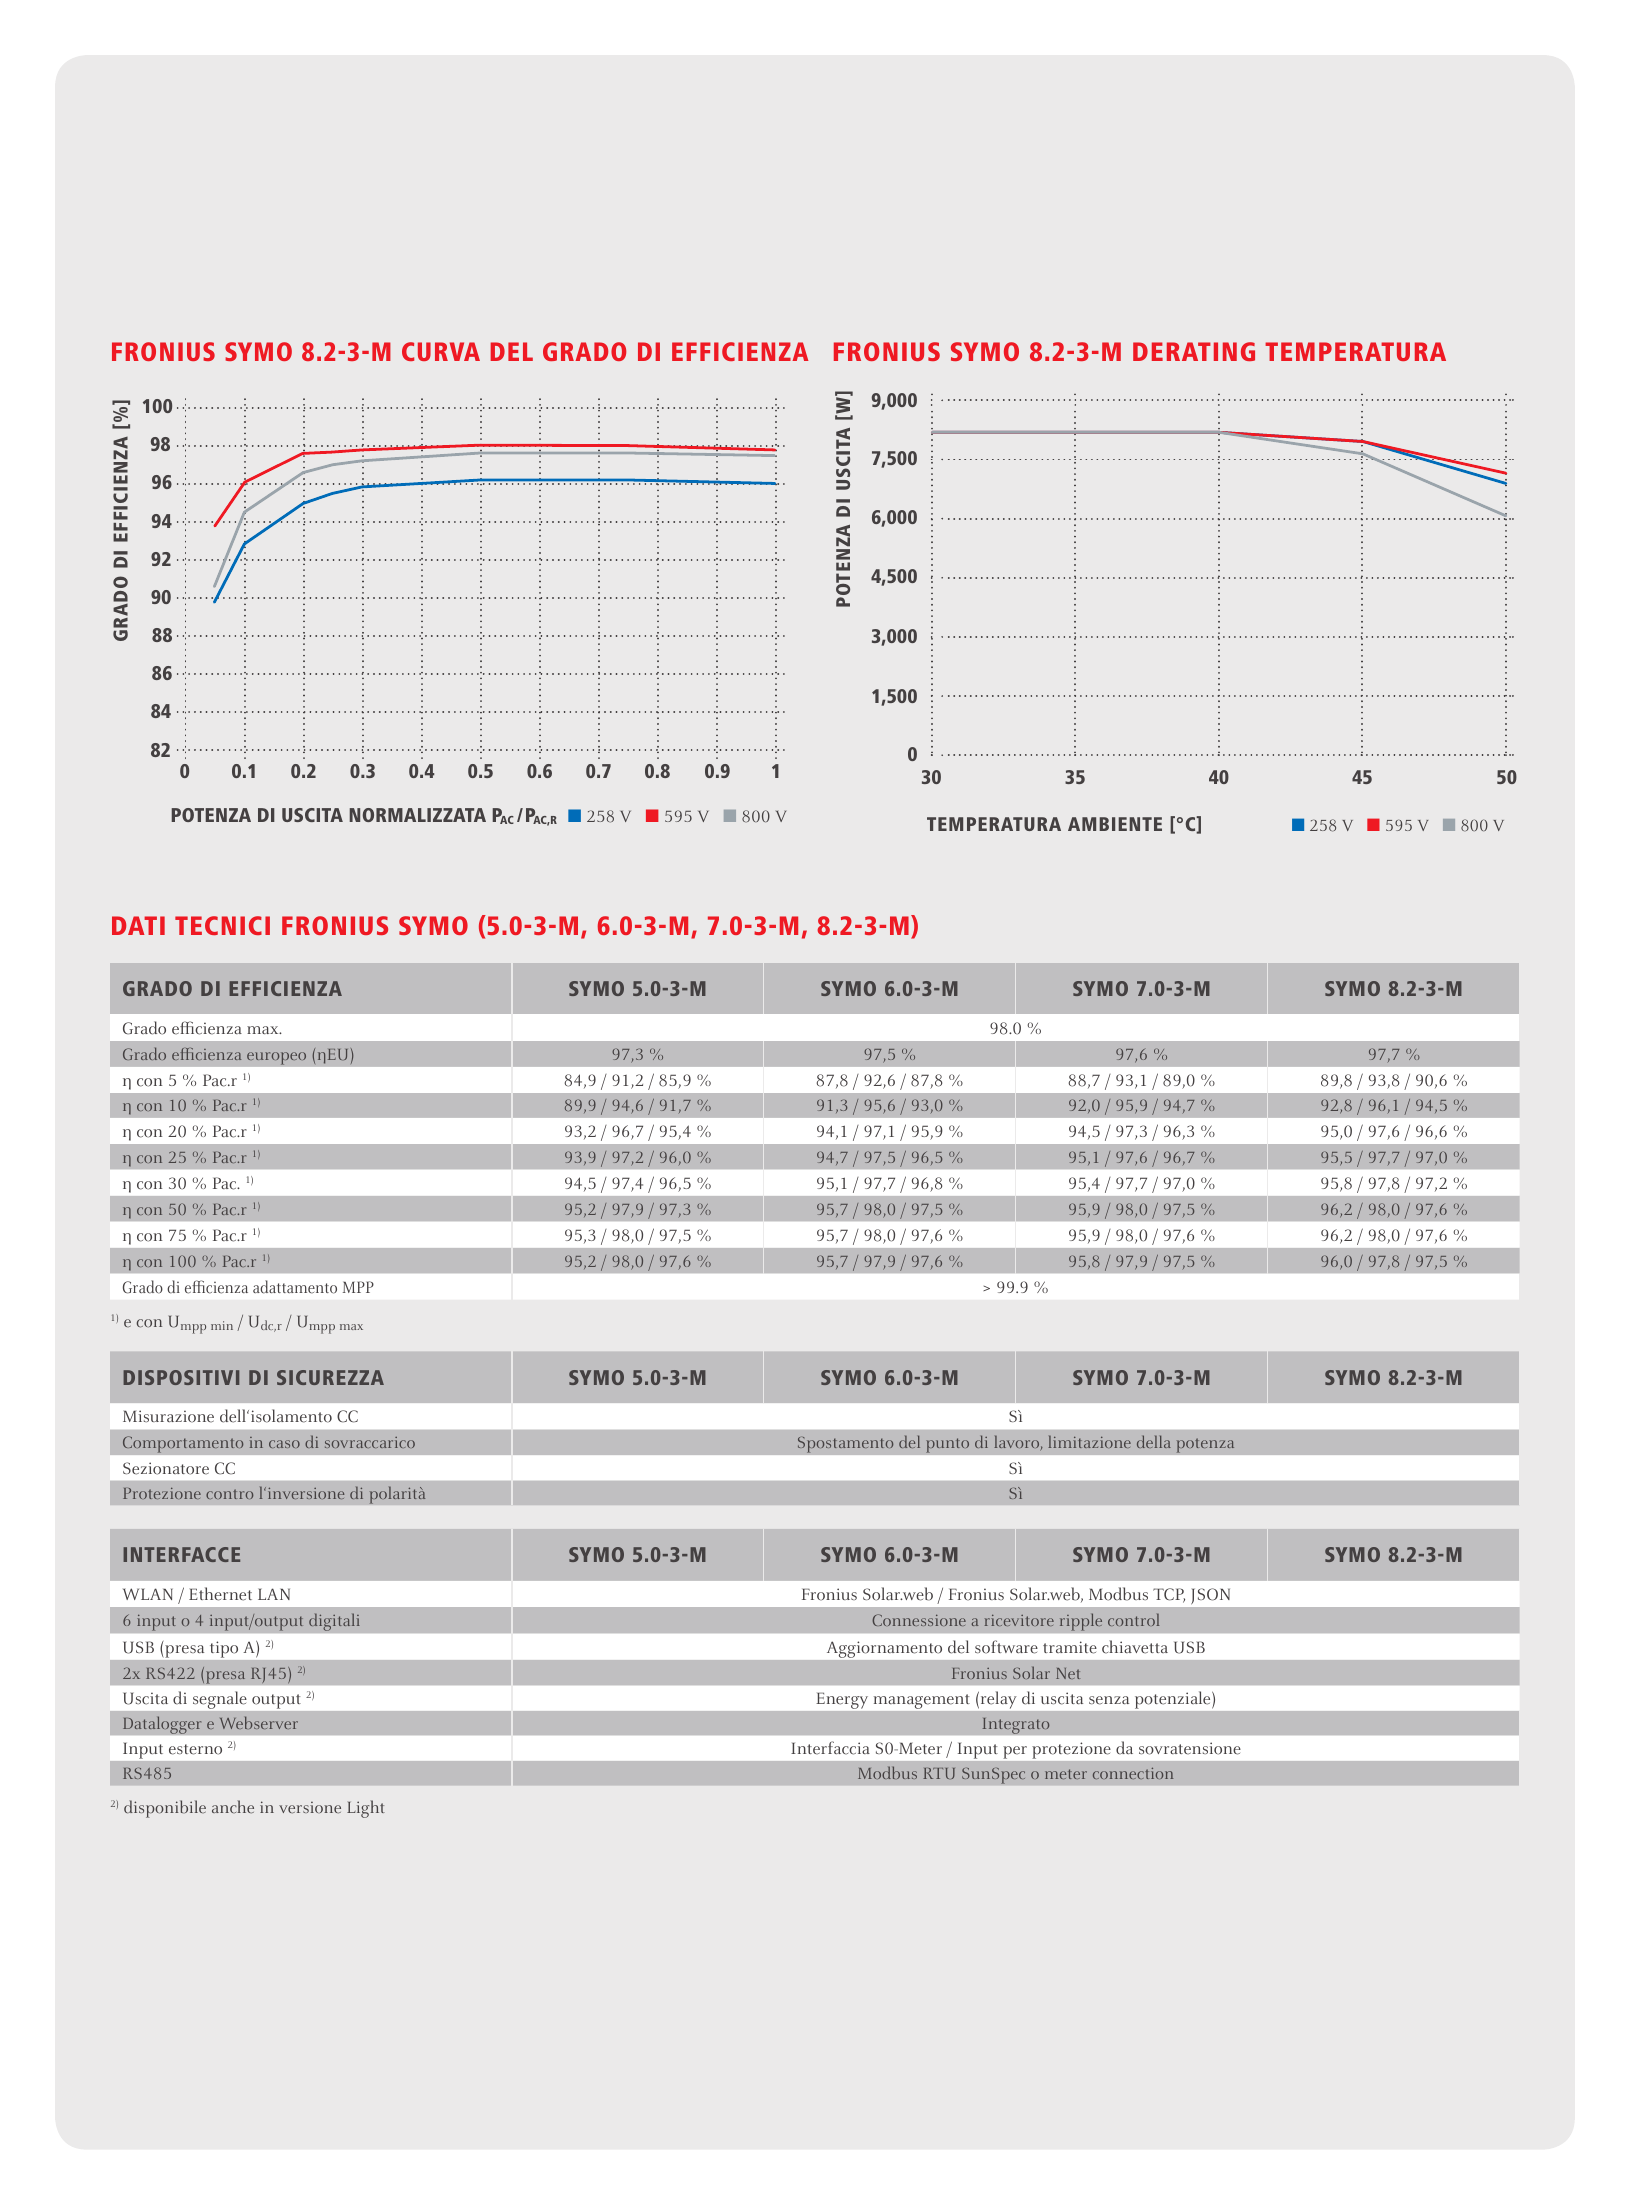 FRONIUS SYMO 8.2-3-M CURVA DEL GRADO DI EFFICIENZA
GRADO DI EFFICIENZA [%]
100
98
96
94
92
90
88
86
84
82
0 0.1 0.2 0.3 0.4 0.5 0.6 0.7 0.8 0.9 1
POTENZA DI USCITA NORMALIZZATA PAC / PAC,R 258 V 595 V 800 V
FRONIUS SYMO 8.2-3-M DERATING TEMPERATURA
POTENZA DI USCITA [W]
9,000
7,500
6,000
4,500
3,000
1,500
0
30 35 40 45 50
TEMPERATURA AMBIENTE [°C] 258 V 595 V 800 V
DATI TECNICI FRONIUS SYMO (5.0-3-M, 6.0-3-M, 7.0-3-M, 8.2-3-M)
GRADO DI EFFICIENZA SYMO 5.0-3-M SYMO 6.0-3-M SYMO 7.0-3-M SYMO 8.2-3-M
Grado efficienza max. 98.0 %
Grado efficienza europeo (ηEU) 97,3 % 97,5 % 97,6 % 97,7 %
η con 5 % Pac.r 1) 84,9 / 91,2 / 85,9 % 87,8 / 92,6 / 87,8 % 88,7 / 93,1 / 89,0 % 89,8 / 93,8 / 90,6 %
η con 10 % Pac.r 1) 89,9 / 94,6 / 91,7 % 91,3 / 95,6 / 93,0 % 92,0 / 95,9 / 94,7 % 92,8 / 96,1 / 94,5 %
η con 20 % Pac.r 1) 93,2 / 96,7 / 95,4 % 94,1 / 97,1 / 95,9 % 94,5 / 97,3 / 96,3 % 95,0 / 97,6 / 96,6 %
η con 25 % Pac.r 1) 93,9 / 97,2 / 96,0 % 94,7 / 97,5 / 96,5 % 95,1 / 97,6 / 96,7 % 95,5 / 97,7 / 97,0 %
η con 30 % Pac. 1) 94,5 / 97,4 / 96,5 % 95,1 / 97,7 / 96,8 % 95,4 / 97,7 / 97,0 % 95,8 / 97,8 / 97,2 %
η con 50 % Pac.r 1) 95,2 / 97,9 / 97,3 % 95,7 / 98,0 / 97,5 % 95,9 / 98,0 / 97,5 % 96,2 / 98,0 / 97,6 %
η con 75 % Pac.r 1) 95,3 / 98,0 / 97,5 % 95,7 / 98,0 / 97,6 % 95,9 / 98,0 / 97,6 % 96,2 / 98,0 / 97,6 %
η con 100 % Pac.r 1) 95,2 / 98,0 / 97,6 % 95,7 / 97,9 / 97,6 % 95,8 / 97,9 / 97,5 % 96,0 / 97,8 / 97,5 %
Grado di efficienza adattamento MPP > 99.9 %
1) e con Umpp min / Udc,r / Umpp max
DISPOSITIVI DI SICUREZZA SYMO 5.0-3-M SYMO 6.0-3-M SYMO 7.0-3-M SYMO 8.2-3-M
Misurazione dell‘isolamento CC Sì
Comportamento in caso di sovraccarico Spostamento del punto di lavoro, limitazione della potenza
Sezionatore CC Sì
Protezione contro l‘inversione di polarità Sì
INTERFACCE SYMO 5.0-3-M SYMO 6.0-3-M SYMO 7.0-3-M SYMO 8.2-3-M
WLAN / Ethernet LAN Fronius Solar.web / Fronius Solar.web, Modbus TCP, JSON
6 input o 4 input/output digitali Connessione a ricevitore ripple control
USB (presa tipo A) 2) Aggiornamento del software tramite chiavetta USB
2x RS422 (presa RJ45) 2) Fronius Solar Net
Uscita di segnale output 2) Energy management (relay di uscita senza potenziale)
Datalogger e Webserver Integrato
Input esterno 2) Interfaccia S0-Meter / Input per protezione da sovratensione
RS485 Modbus RTU SunSpec o meter connection
2) disponibile anche in versione Light